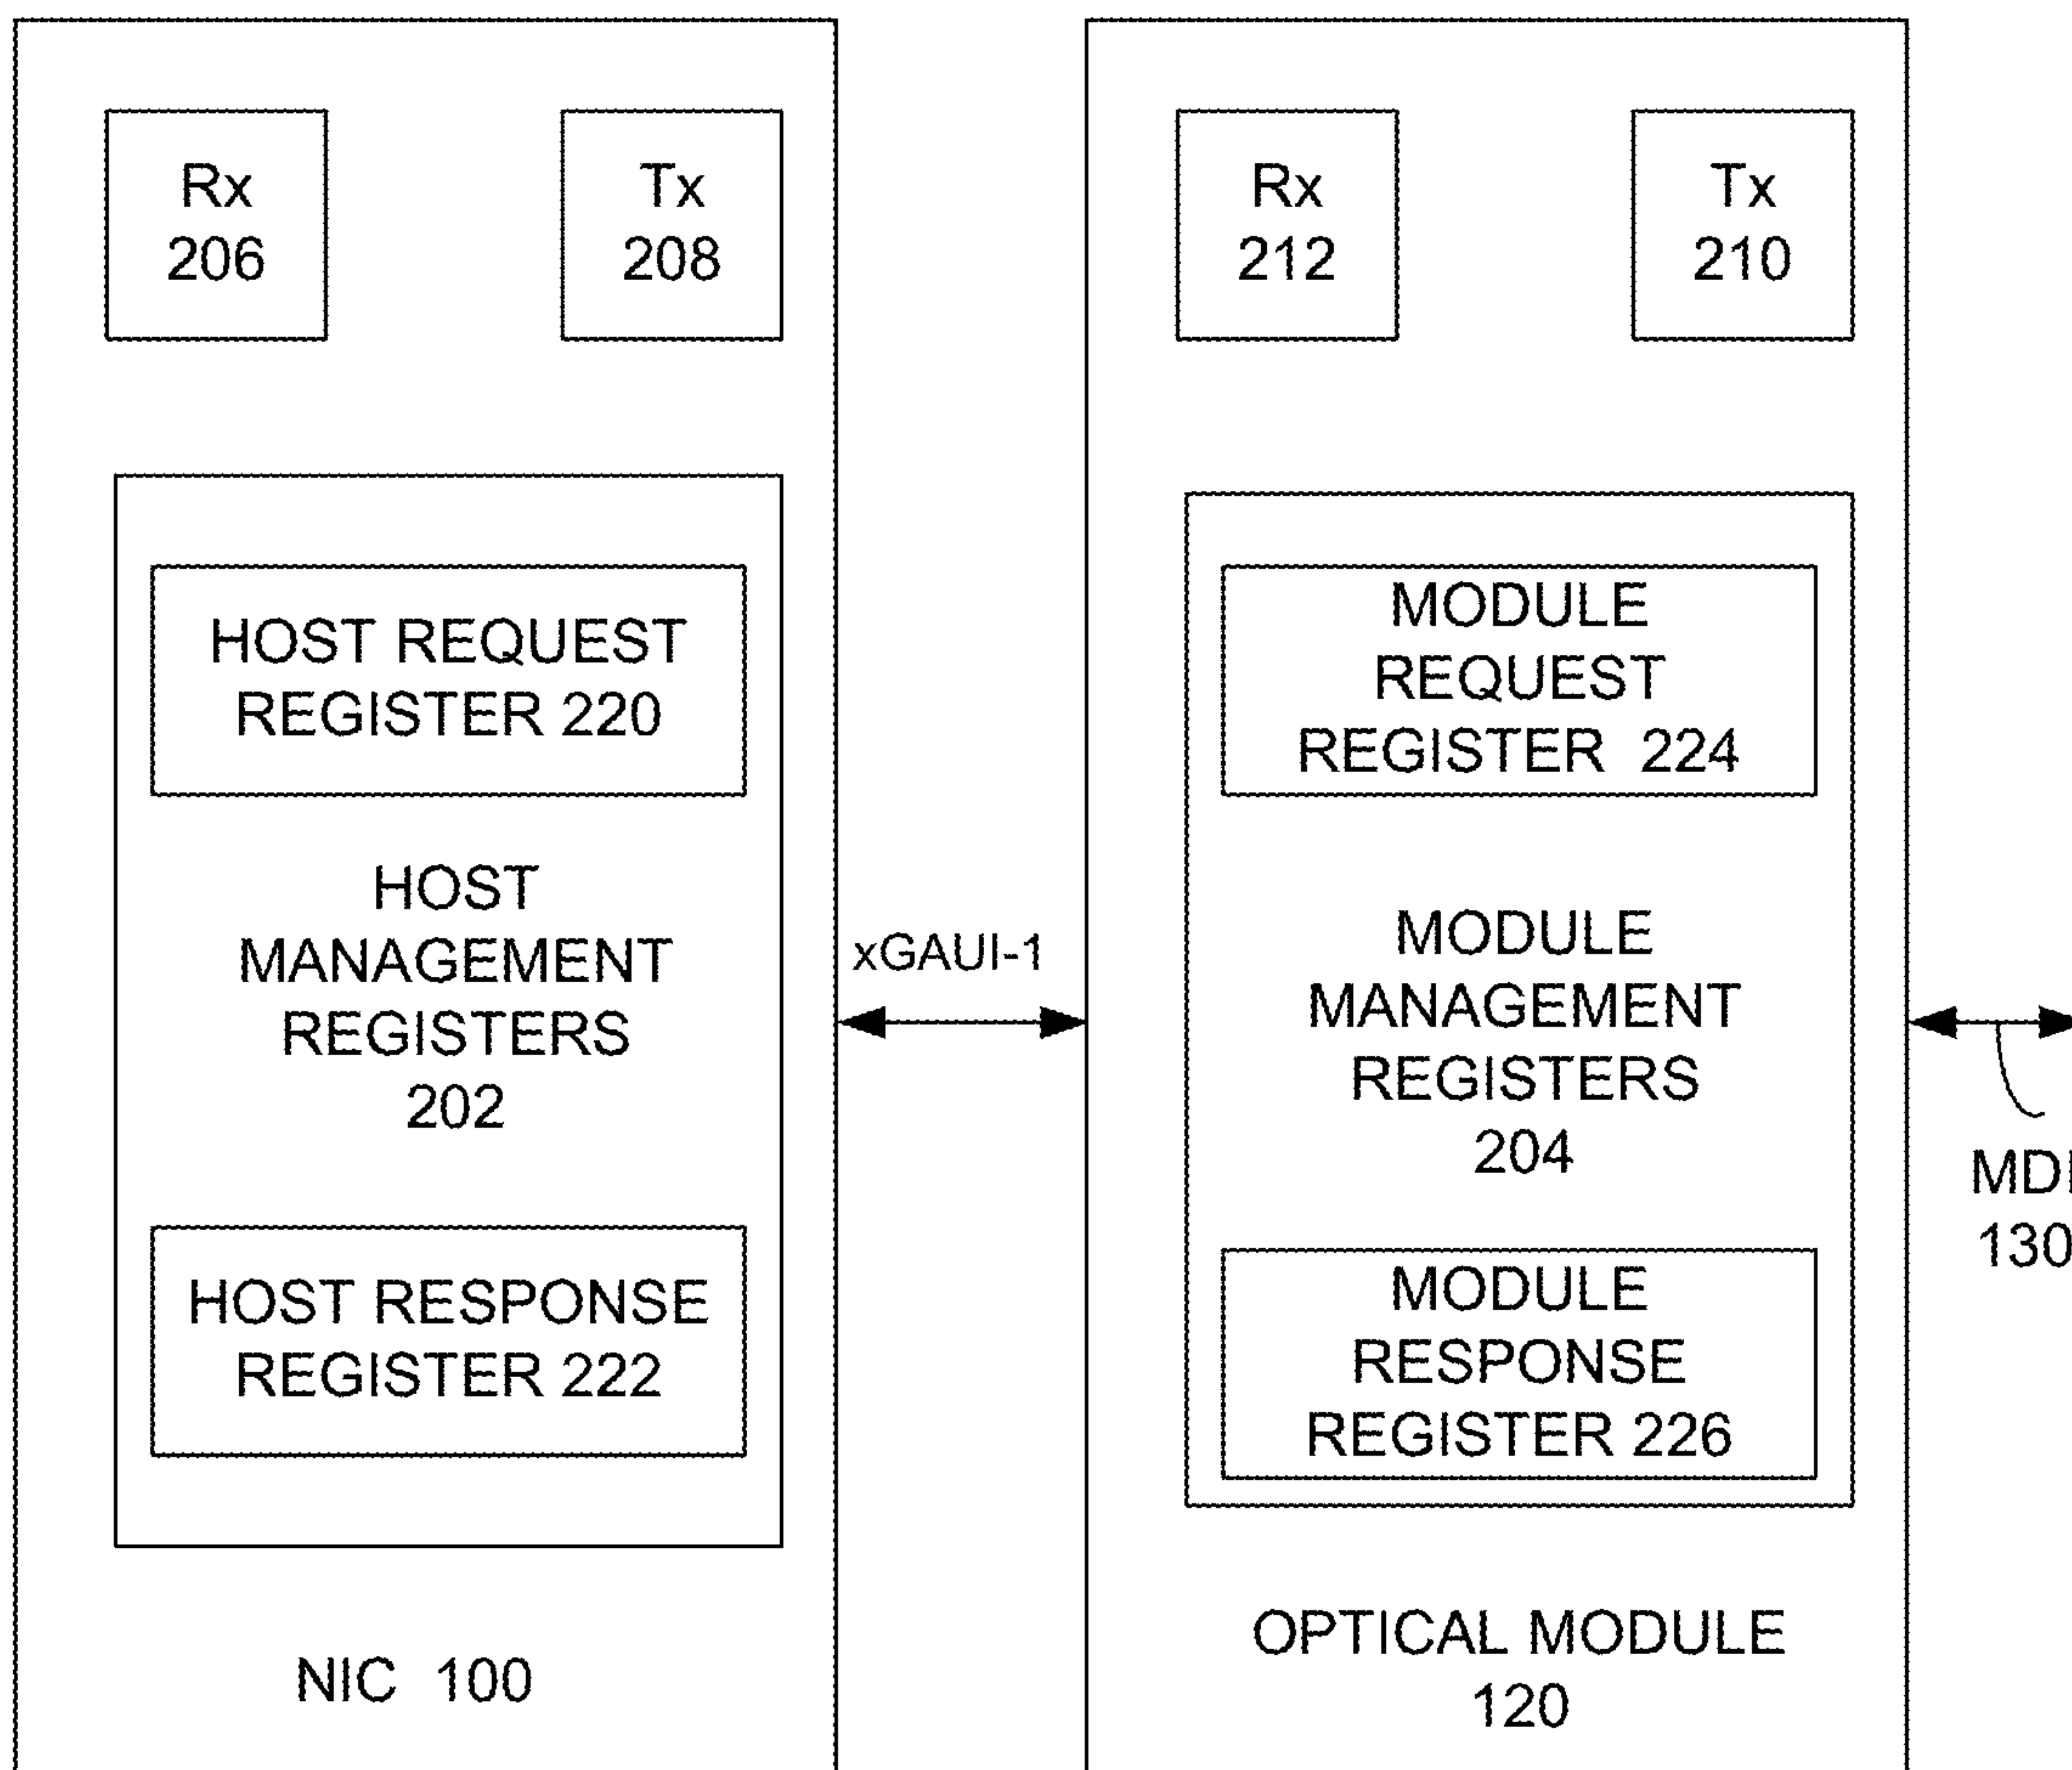 Rx
206
Tx
208
HOST REQUEST
REGISTER 220
HOST
MANAGEMENT
REGISTERS
202
HOST RESPONSE
REGISTER 222
NIC 100
xGAUI-1
Rx
212
Tx
210
MODULE
REQUEST
REGISTER 224
MODULE
MANAGEMENT
REGISTERS
204
MODULE
RESPONSE
REGISTER 226
OPTICAL MODULE
120
MDI
130